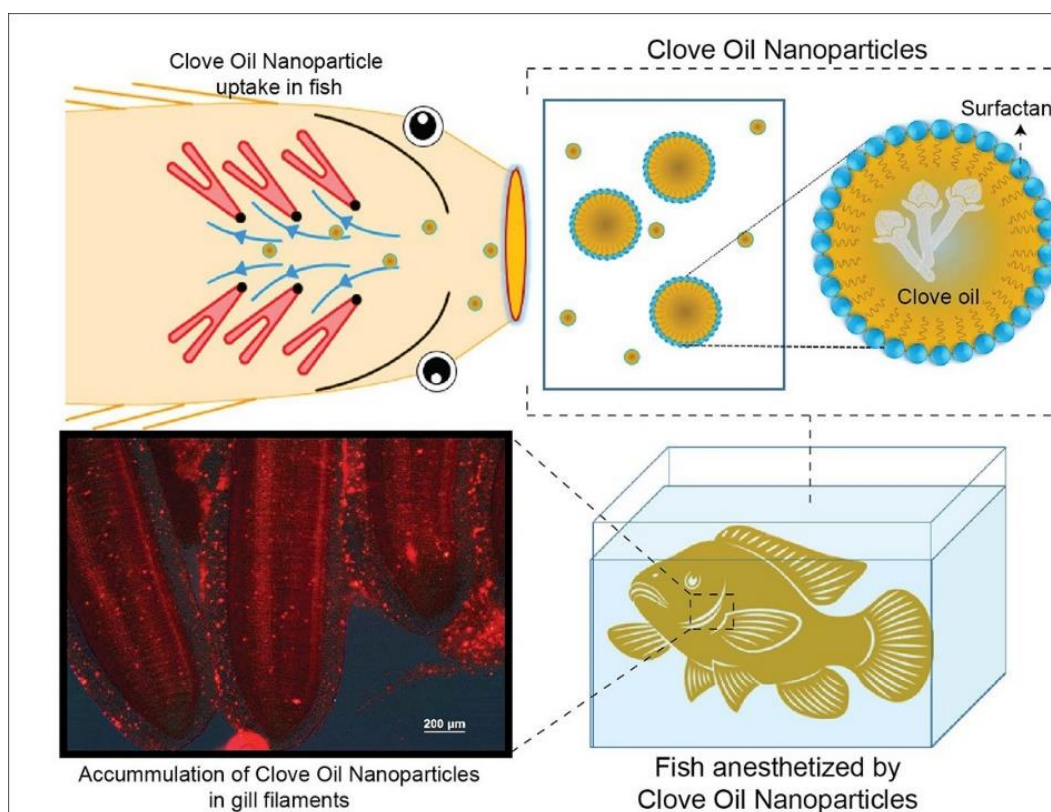 Clove Oil Nanoparticle
uptake in fish
Clove Oil Nanoparticles
Surfactant
Clove oil
200 µm
Accummulation of Clove Oil Nanoparticles
in gill filaments
Fish anesthetized by
Clove Oil Nanoparticles